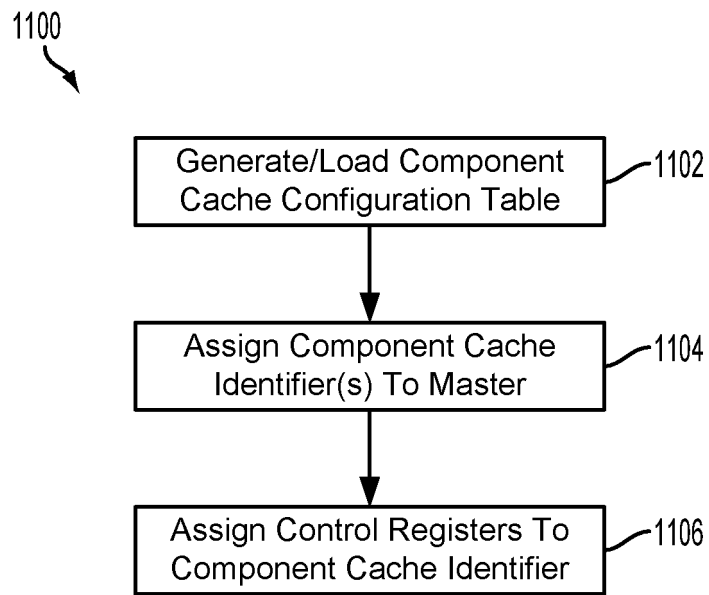 1100
Generate/Load Component
Cache Configuration Table
1102
Assign Component Cache
Identifier(s) To Master
1104
Assign Control Registers To
Component Cache Identifier
1106